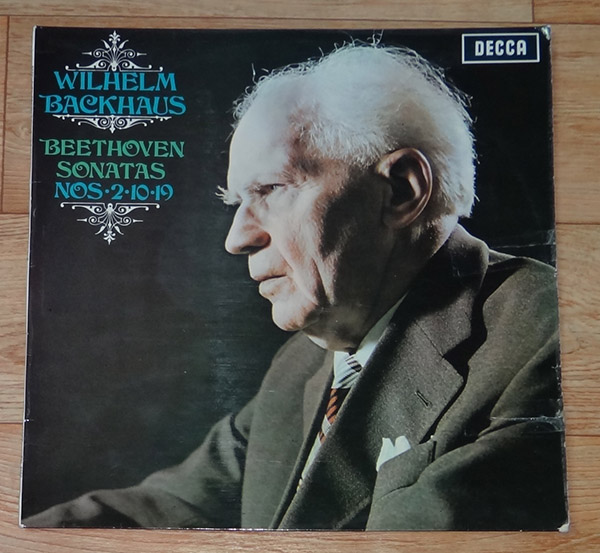 WILHELM
BACKHAUS
BEETHOVEN
SONATAS
NOS·2·10·19
DECCA